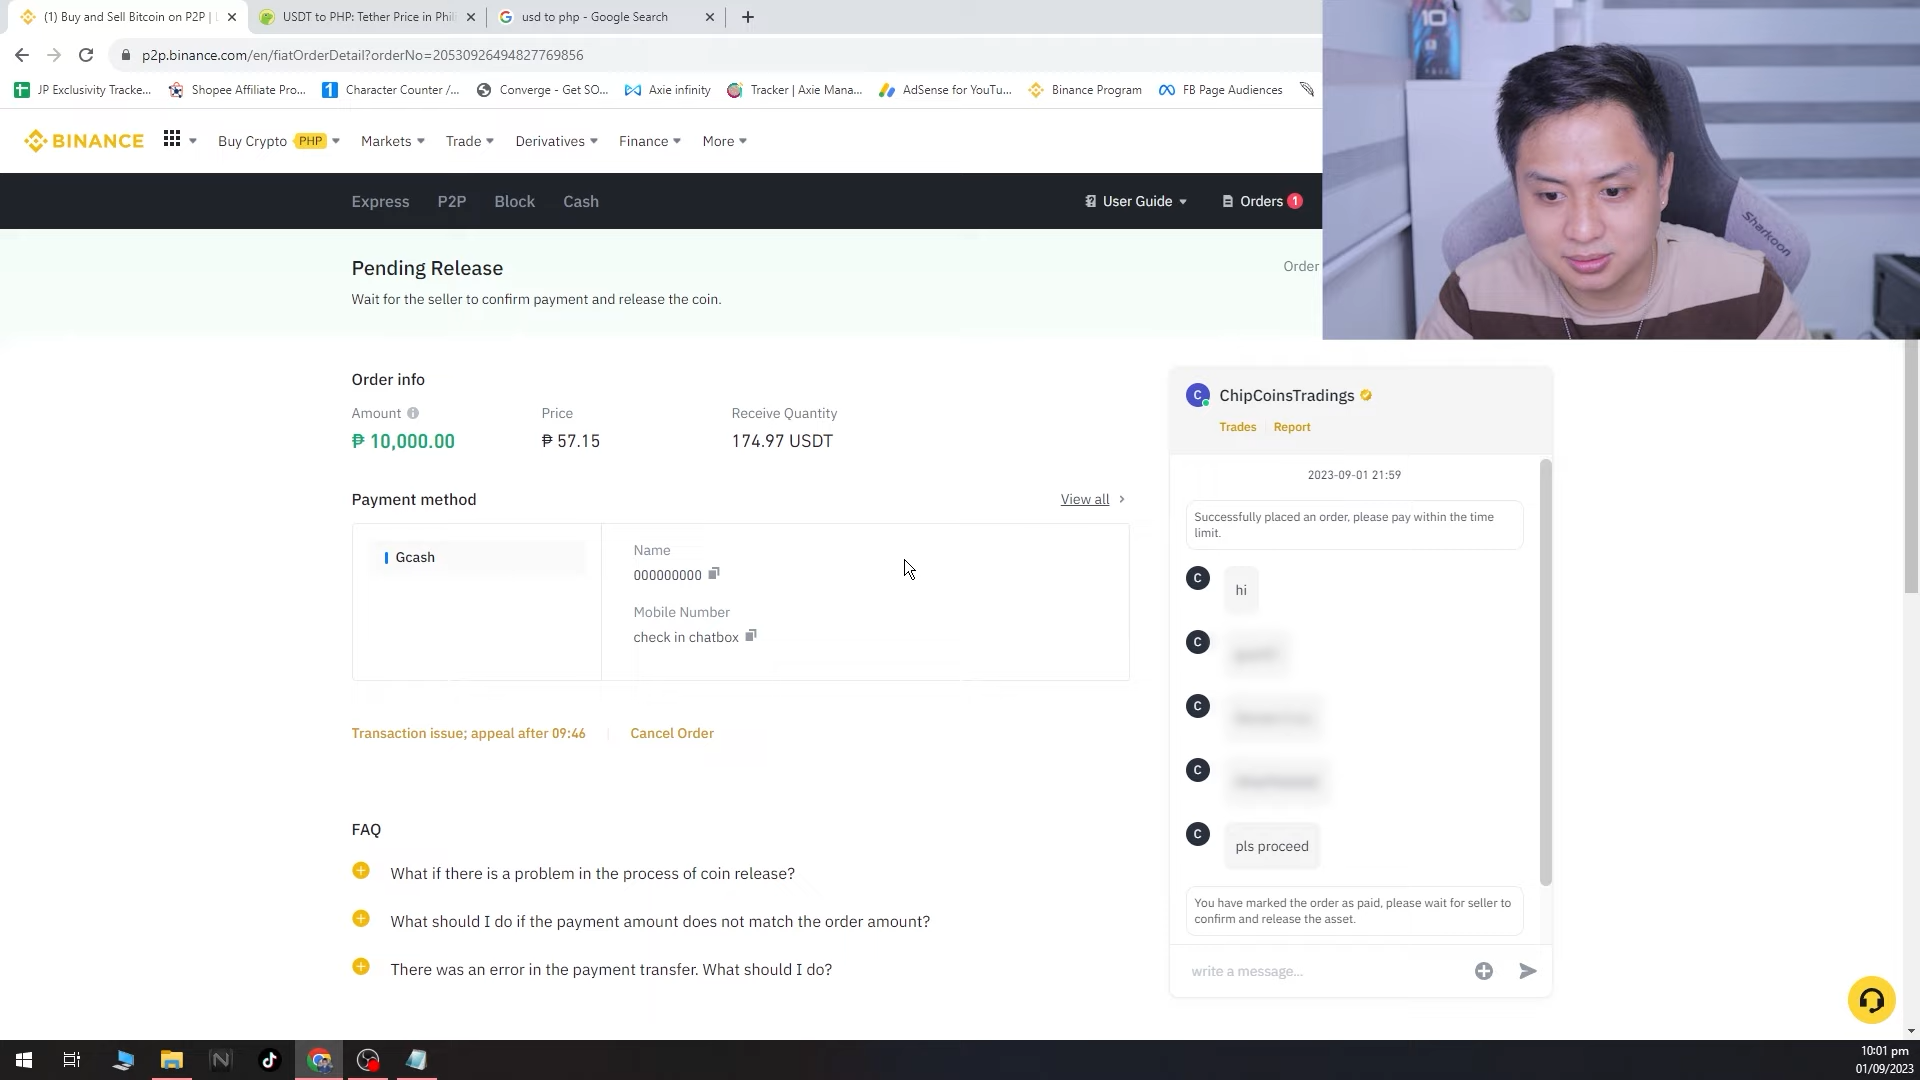 (1) Buy and Sell Bitcoin on P2P |
USDT to PHP: Tether Price in Phil
usd to php - Google Search
p2p.binance.com/en/fiatOrderDetail?orderNo=20530926494827769856
JP Exclusivity Tracke...
Shopee Affiliate Pro...
Character Counter /...
Converge - Get SO...
Axie infinity
Tracker | Axie Mana...
AdSense for YouTu...
Binance Program
FB Page Audiences
BINANCE
Buy Crypto PHP
Markets
Trade
Derivatives
Finance
More
Express
P2P
Block
Cash
User Guide
Orders 1
Pending Release
Order
Wait for the seller to confirm payment and release the coin.
Order info
Amount
Price
Receive Quantity
₱ 10,000.00
₱ 57.15
174.97 USDT
Payment method
View all
Gcash
Name
000000000
Mobile Number
check in chatbox
Transaction issue; appeal after 09:46
Cancel Order
FAQ
What if there is a problem in the process of coin release?
What should I do if the payment amount does not match the order amount?
There was an error in the payment transfer. What should I do?
C
ChipCoinsTradings
Trades
Report
2023-09-01 21:59
Successfully placed an order, please pay within the time
limit.
C
hi
C
C
C
C
pls proceed
You have marked the order as paid, please wait for seller to
confirm and release the asset.
write a message...
Sharkoon
10:01 pm
01/09/2023